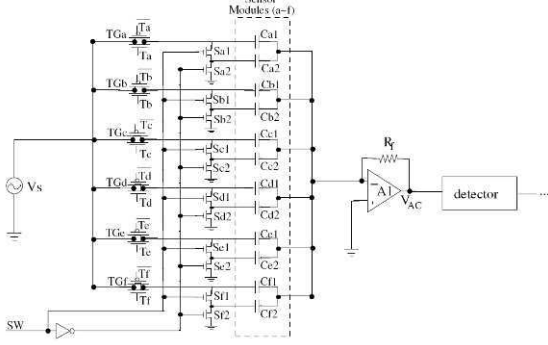 Sensor
Modules (a-f)
TGa Ta Ta Sa1 Sa2 Ca1 Ca2
TGb Tb Tb Sb1 Sb2 Cb1 Cb2
TGc Tc Tc Sc1 Sc2 Cc1 Cc2
TGd Td Td Sd1 Sd2 Cd1 Cd2
TGe Te Te Se1 Se2 Ce1 Ce2
TGf Tf Tf Sf1 Sf2 Cf1 Cf2
Vs
Rf
A1
VAC
detector
...
SW